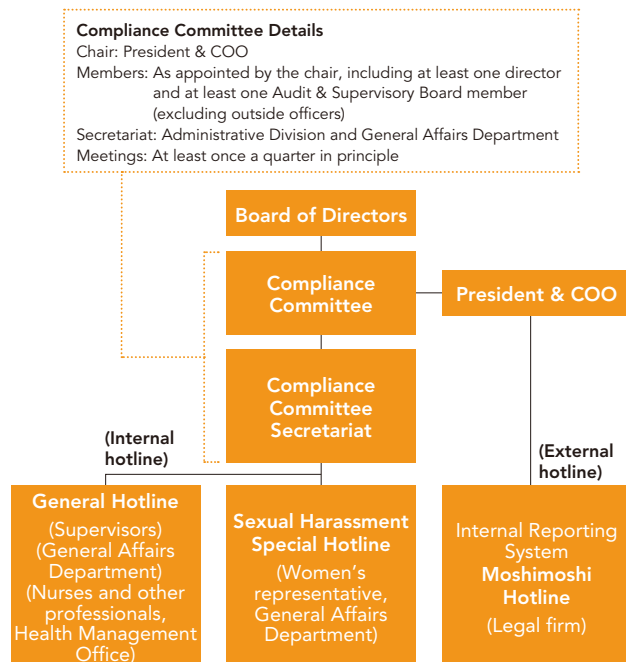 Compliance Committee Details
Chair: President & COO
Members: As appointed by the chair, including at least one director
and at least one Audit & Supervisory Board member
(excluding outside officers)
Secretariat: Administrative Division and General Affairs Department
Meetings: At least once a quarter in principle
Board of Directors
Compliance
Committee
President & COO
Compliance
Committee
Secretariat
(Internal
hotline)
(External
hotline)
General Hotline
(Supervisors)
(General Affairs
Department)
(Nurses and other
professionals,
Health Management
Office)
Sexual Harassment
Special Hotline
(Women’s
representative,
General Affairs
Department)
Internal Reporting
System
Moshimoshi
Hotline
(Legal firm)